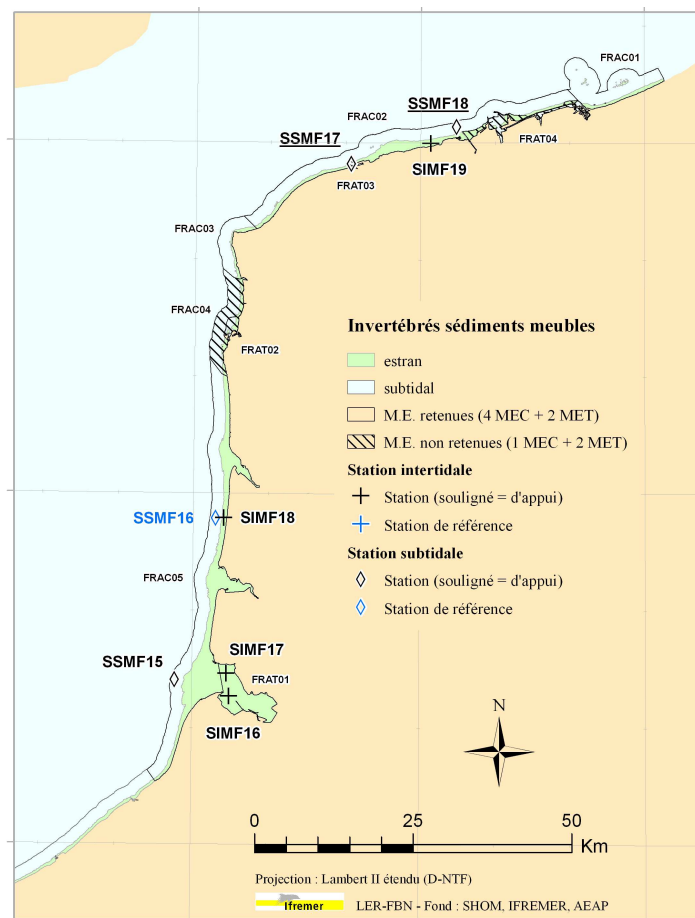 FRAC01
SSMF18
FRAC02
SSMF17
FRAT04
SIMF19
FRAT03
FRAC03
FRAC04
FRAT02
Invertébrés sédiments meubles
estran
subtidal
M.E. retenues (4 MEC + 2 MET)
M.E. non retenues (1 MEC + 2 MET)
Station intertidale
Station (souligné = d'appui)
Station de référence
Station subtidale
Station (souligné = d'appui)
Station de référence
SSMF16
SIMF18
FRAC05
SIMF17
SSMF15
FRAT01
SIMF16
N
0 25 50
Km
Projection : Lambert II étendu (D-NTF)
Ifremer
LER-FBN - Fond : SHOM, IFREMER, AEAP